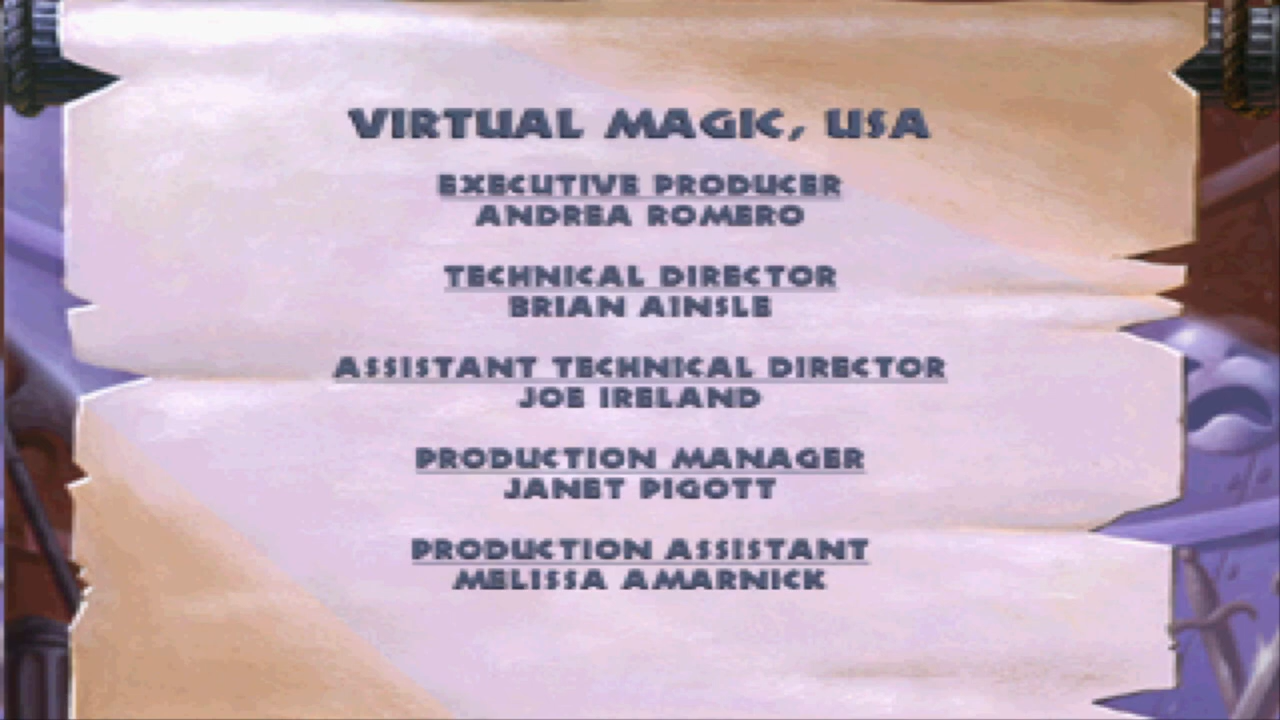 VIRTUAL MAGIC, USA
EXECUTIVE PRODUCER
ANDREA ROMERO
TECHNICAL DIRECTOR
BRIAN AINSLE
ASSISTANT TECHNICAL DIRECTOR
JOE IRELAND
PRODUCTION MANAGER
JANET PIGOTT
PRODUCTION ASSISTANT
MELISSA AMARNICK